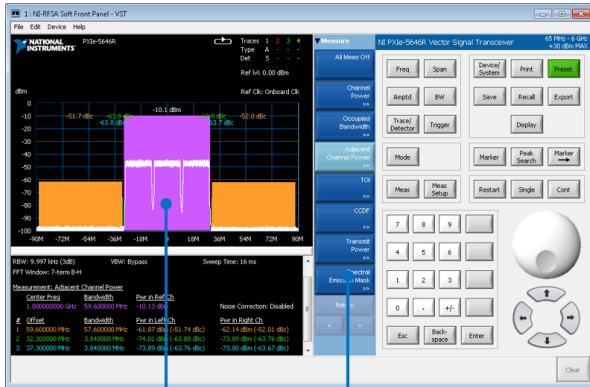 1: NI-RFSA Soft Front Panel - VST
File Edit Device Help
NATIONAL INSTRUMENTS
PXIe-5646R
Traces 1 2 3 4
Type A - - -
Det S - - -
Ref lvl: 0.00 dBm
dBm
Ref Clk: Onboard Clk
-10.1 dBm
-51.7 dBc
-63.9
-52.0 dBc
-63.8 dB
63.7 dBc
0
-10
-20
-30
-40
-50
-60
-70
-80
-90
-100
-90M -72M -54M -36M -18M 0 18M 36M 54M 72M 90M
RBW: 9.997 kHz (3dB) VBW: Bypass Sweep Time: 16 ms
FFT Window: 7-term B-H
Measurement: Adjacent Channel Power
Center Freq Bandwidth Pwr in Ref Ch
1.000000000 GHz 59.600000 MHz -10.13 dBm Noise Correction: Disabled
# Offset Bandwidth Pwr in Left Ch Pwr in Right Ch
1 59.600000 MHz 57.600000 MHz -61.87 dBm (-51.74 dBc) -62.14 dBm (-52.01 dBc)
2 32.300000 MHz 3.840000 MHz -74.01 dBm (-63.88 dBc) -73.89 dBm (-63.76 dBc)
3 37.300000 MHz 3.840000 MHz -73.89 dBm (-63.76 dBc) -73.80 dBm (-63.67 dBc)
Measure
All Meas Off
Channel Power >>
Occupied Bandwidth >>
Adjacent Channel Power >>
TOI >>
CCDF >>
Transmit Power >>
Spectral Emission Mask >>
Return
NI PXIe-5646R Vector Signal Transceiver
65 MHz - 6 GHz
+30 dBm MAX
Freq Span Device/System Print Preset
Amptd BW Save Recall Export
Trace/Detector Trigger Display
Mode Marker Peak Search Marker
Meas Meas Setup Restart Single Cont
7 8 9
4 5 6
1 2 3
0 . +/-
Esc Back-space Enter
Clear